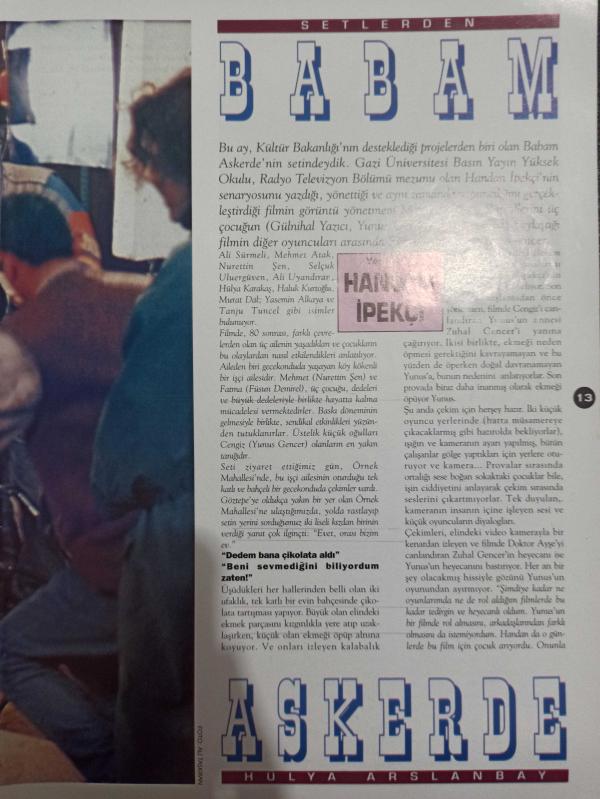 SETLERDEN
BABAM
Bu ay, Kültür Bakanlığı'nın desteklediği projelerden biri olan Babam
Askerde'nin setindeydik. Gazi Üniversitesi Basın Yayın Yüksek
Okulu, Radyo Televizyon Bölümü mezunu olan Handan İpekçi'nin
senaryosunu yazdığı, yönettiği ve aynı
leştirdiği filmin görüntü yönetmeni üç
çocuğun (Gülnihal Yazıcı, Yunus
filmin diğer oyuncuları arasında
Ali Sürmeli, Mehmet Atak,
Nurettin Şen, Selçuk
Uluergüven, Ali Uyandıran,
Hülya Karakaş, Haluk Kurtoğlu,
Murat Dal; Yasemin Alkaya ve
Tanju Tuncel gibi isimler
bulunuyor.
Filmde, 80 sonrası, farklı çevre-
lerden olan üç ailenin yaşadıkları ve çocukların
bu olaylardan nasıl etkilendikleri anlatılıyor.
Aileden biri gecekonduda yaşayan köy kökenli
bir işçi ailesidir. Mehmet (Nurettin Şen) ve
Fatma (Füsun Demirel), üç çocuğu, dedeleri
ve büyük dedeleriyle birlikte hayatta kalma
mücadelesi vermektedirler. Baskı döneminin
gelmesiyle birlikte, sendikal etkinlikleri yüzün-
den tutuklanırlar. Üstelik küçük oğulları
Cengiz (Yunus Gencer) olanların en yakın
tanığıdır.
Seti ziyaret ettiğimiz gün, Örnek
Mahallesi'nde, bu işçi ailesinin oturduğu tek
katlı ve bahçeli bir gecekonduda çekimler vardı.
Göztepe'ye oldukça yakın bir yer olan Örnek
Mahallesi'ne ulaştığımızda, yolda rastlayıp
setin yerini sorduğumuz iki liseli kızdan birinin
verdiği yanıt çok ilginçti: "Evet, orası bizim
ev."
"Dedem bana çikolata aldı"
"Beni sevmediğini biliyordum
zaten!"
Üşüdükleri her hallerinden belli olan iki
ufaklık, tek katlı bir evin bahçesinde çiko-
lata tartışması yapıyor. Büyük olan elindeki
ekmek parçasını kızgınlıkla yere atıp uzak-
laşırken, küçük olan ekmeği öpüp alnına
koyuyor. Ve onları izleyen kalabalık
HANDAN
İPEKÇİ
önce
filmde Cengiz'i can-
landıran Yunus'un annesi
Zuhal Gencer'i yanına
çağırıyor. İkisi birlikte, ekmeği neden
öpmesi gerektiğini kavrayamayan ve bu
yüzden de öperken doğal davranamayan
Yunus'a, bunun nedenini anlatıyorlar. Son
provada biraz daha inanmış olarak ekmeği
öpüyor Yunus.
Şu anda çekim için herşey hazır. İki küçük
oyuncu yerlerinde (hatta müsamereye
çıkacaklarmış gibi hazırolda bekliyorlar),
ışığın ve kameranın ayarı yapılmış, bütün
çalışanlar gölge yaptıkları için yerlere otu-
ruyor ve kamera... Provalar sırasında
ortalığı sese boğan sokaktaki çocuklar bile,
işin ciddiyetini anlayarak çekim sırasında
seslerini çıkartmıyorlar. Tek duyulan,
kameranın insanın içine işleyen sesi ve
küçük oyuncuların diyalogları.
Çekimleri, elindeki video kamerayla bir
kenardan izleyen ve filmde Doktor Ayşe'yi
canlandıran Zuhal Gencer'in heyecanı ise
Yunus'un heyecanını bastırıyor. Her an bir
şey olacakmış hissiyle gözünü Yunus'un
oyunundan ayırmıyor. "Şimdiye kadar ne
oyunlarımda ne de rol aldığım filmlerde bu
kadar tedirgin ve heyecanlı oldum. Yunus'un
bir filmde rol almasını, arkadaşlarından farklı
olmasını da istemiyordum. Handan da o gün-
lerde bu film için çocuk arıyordu. Onunla
13
ASKERDE
HÜLYA ARSLANBAY